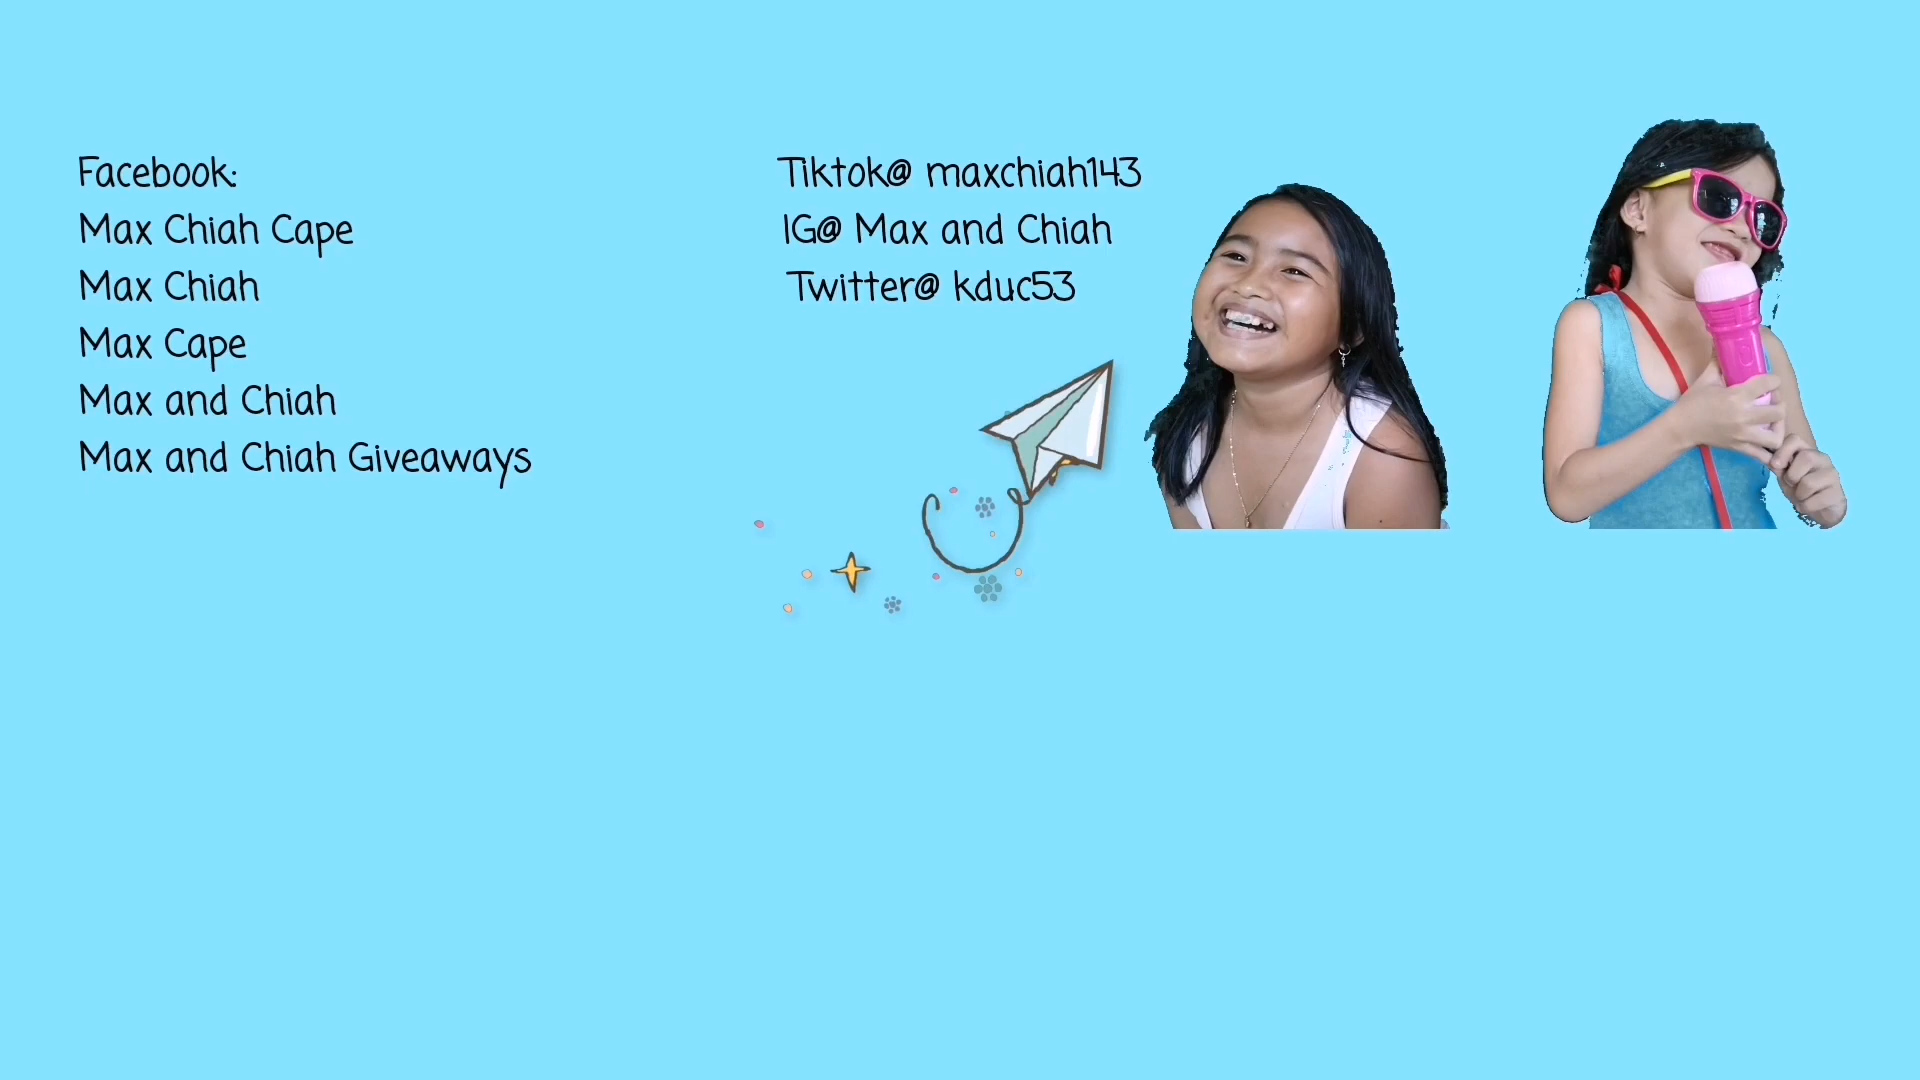 Facebook:
Max Chiah Cape
Max Chiah
Max Cape
Max and Chiah
Max and Chiah Giveaways
Tiktok@ maxchiah143
IG@ Max and Chiah
Twitter@ kduc53